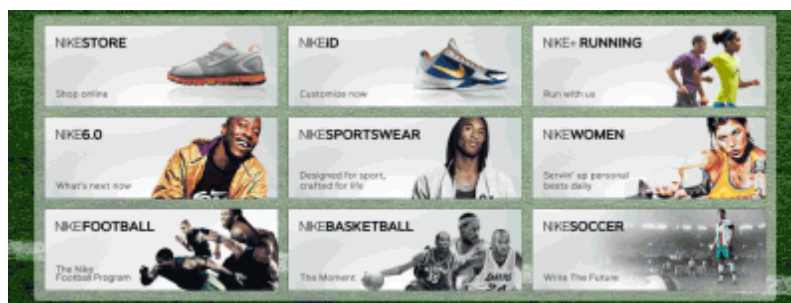 NIKESTORE
Shop online
NIKEiD
Customize now
NIKE+ RUNNING
Run with us
NIKE6.0
What's next now
NIKESPORTSWEAR
Designed for sport,
crafted for life
NIKEWOMEN
Servin' up personal
bests daily
NIKEFOOTBALL
The Nike
Football Program
NIKEBASKETBALL
The Moment
NIKESOCCER
Write The Future